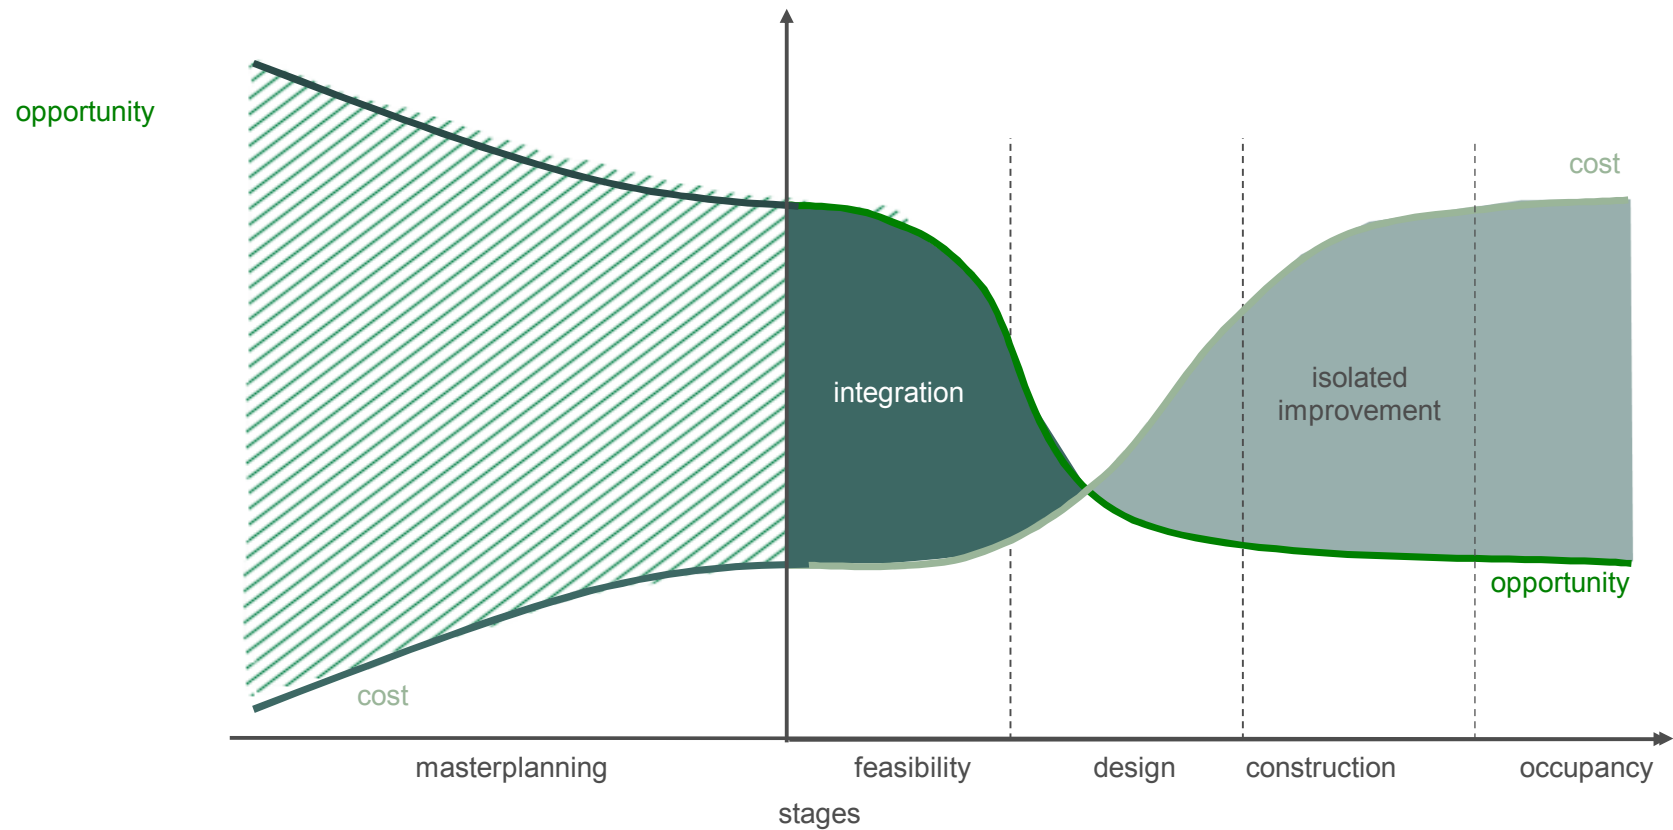 opportunity
cost
integration
isolated
improvement
opportunity
cost
masterplanning
feasibility
design
construction
occupancy
stages